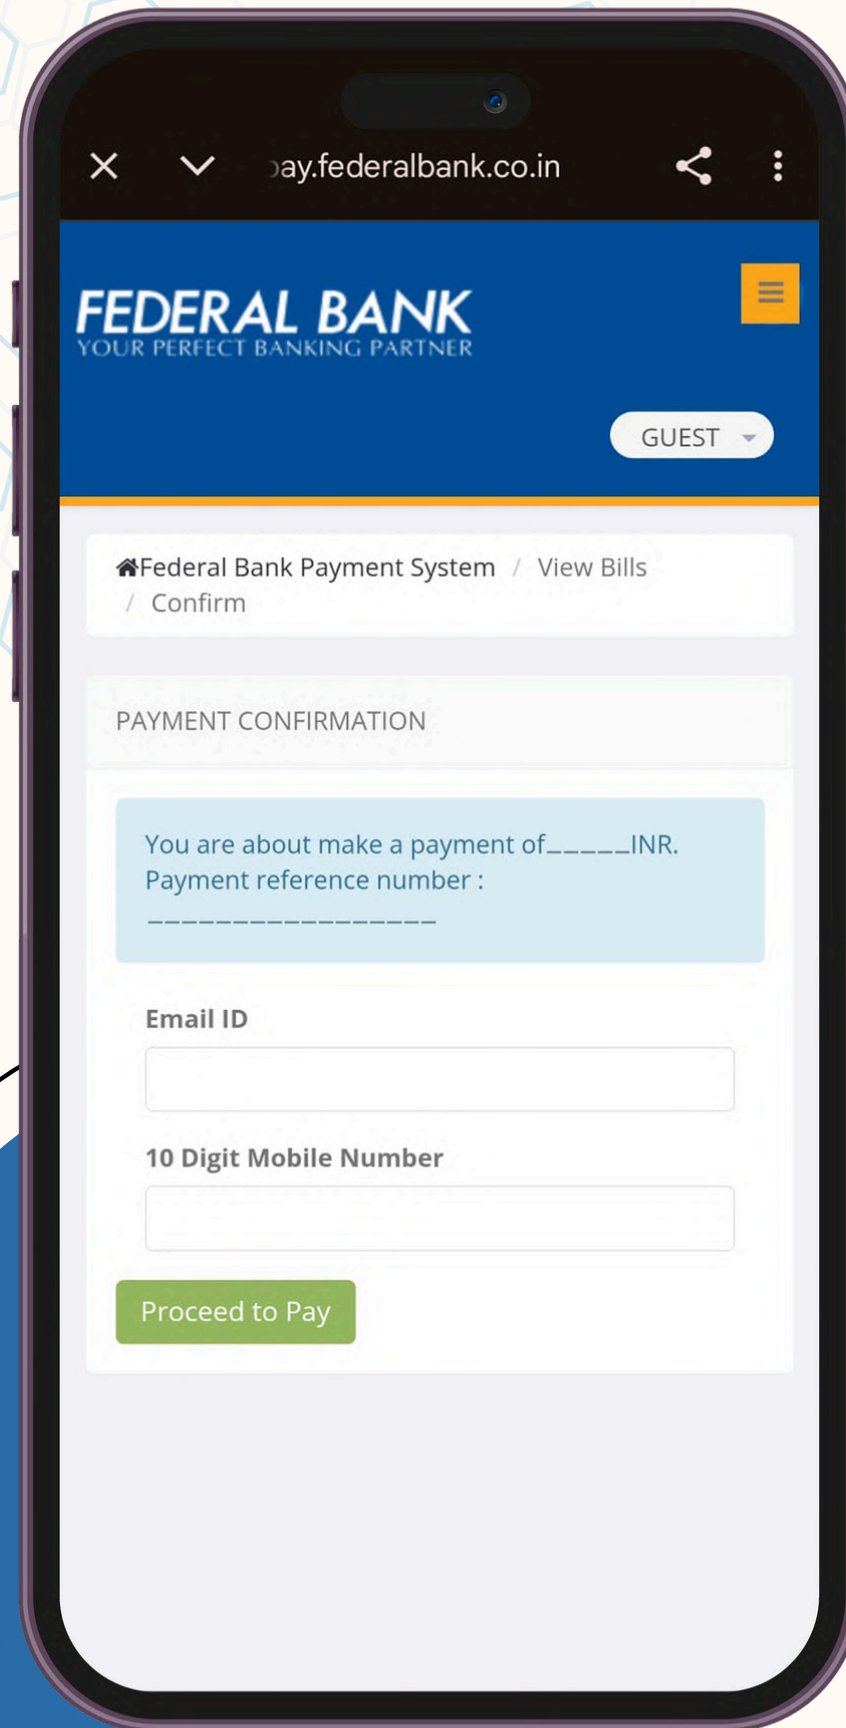 pay.federalbank.co.in
FEDERAL BANK
YOUR PERFECT BANKING PARTNER
GUEST
Federal Bank Payment System / View Bills
/ Confirm
PAYMENT CONFIRMATION
You are about make a payment of_____INR.
Payment reference number :
_________________
Email ID
10 Digit Mobile Number
Proceed to Pay